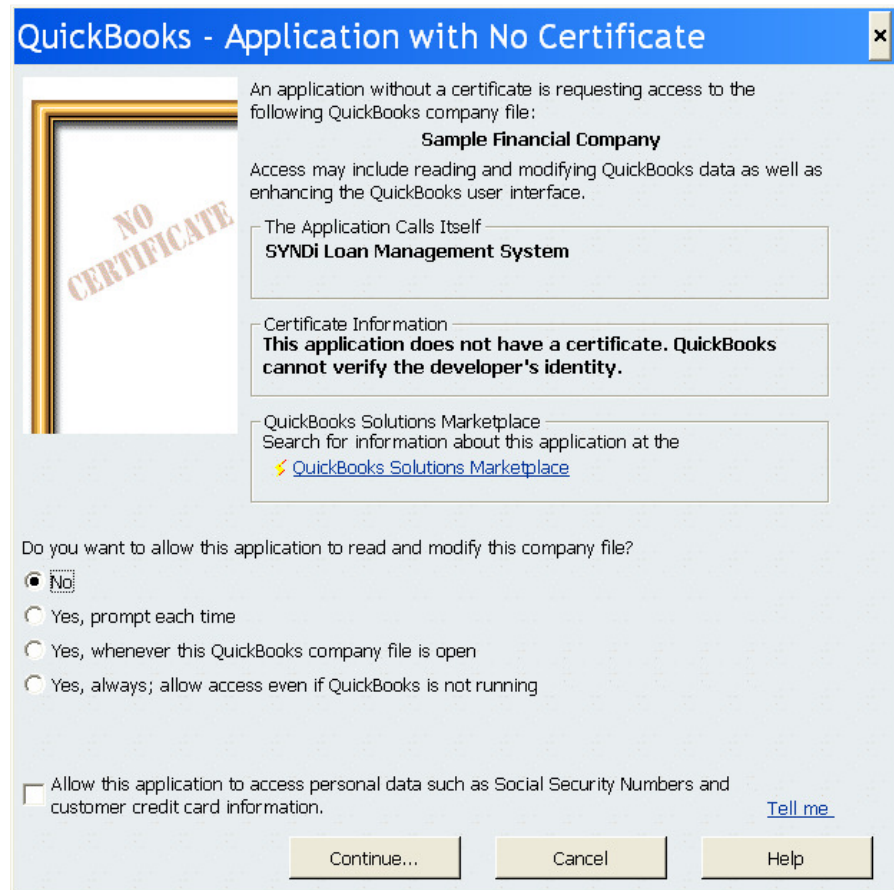 QuickBooks - Application with No Certificate
An application without a certificate is requesting access to the
following QuickBooks company file:
Sample Financial Company
Access may include reading and modifying QuickBooks data as well as
enhancing the QuickBooks user interface.
NO
CERTIFICATE
The Application Calls Itself
SYNDi Loan Management System
Certificate Information
This application does not have a certificate. QuickBooks
cannot verify the developer's identity.
QuickBooks Solutions Marketplace
Search for information about this application at the
QuickBooks Solutions Marketplace
Do you want to allow this application to read and modify this company file?
No
Yes, prompt each time
Yes, whenever this QuickBooks company file is open
Yes, always; allow access even if QuickBooks is not running
Allow this application to access personal data such as Social Security Numbers and
customer credit card information.
Tell me
Continue...
Cancel
Help